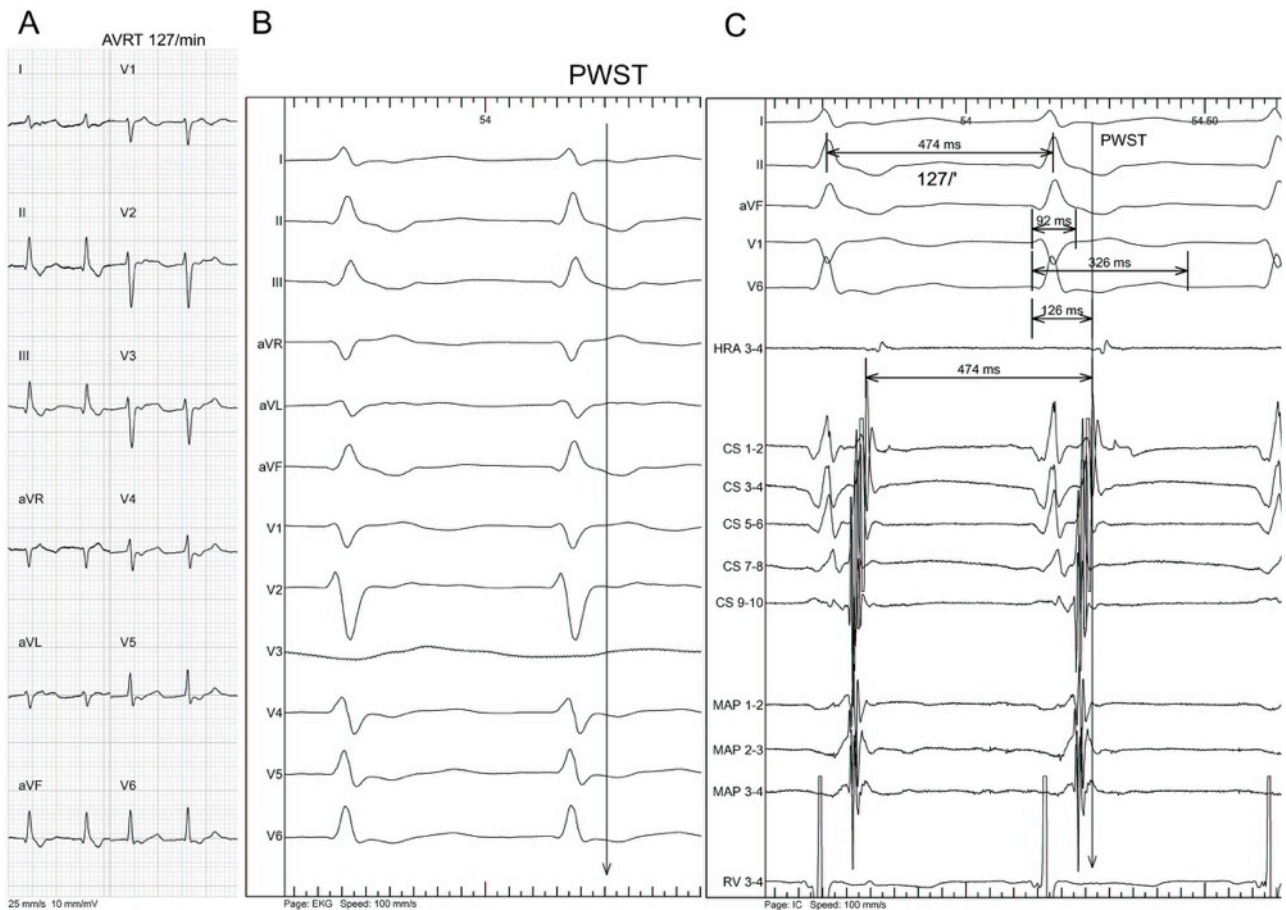 A
AVRT 127/min
I V1
II V2
III V3
aVR V4
aVL V5
aVF V6
25 mm/s 10 mm/mV
B
PWST
54
I
II
III
aVR
aVL
aVF
V1
V2
V3
V4
V5
V6
Page: EKG Speed: 100 mm/s
C
54 54.50
I
PWST
474 ms
II
127/'
aVF
92 ms
V1
326 ms
V6
126 ms
HRA 3-4
474 ms
CS 1-2
CS 3-4
CS 5-6
CS 7-8
CS 9-10
MAP 1-2
MAP 2-3
MAP 3-4
RV 3-4
Page: IC Speed: 100 mm/s